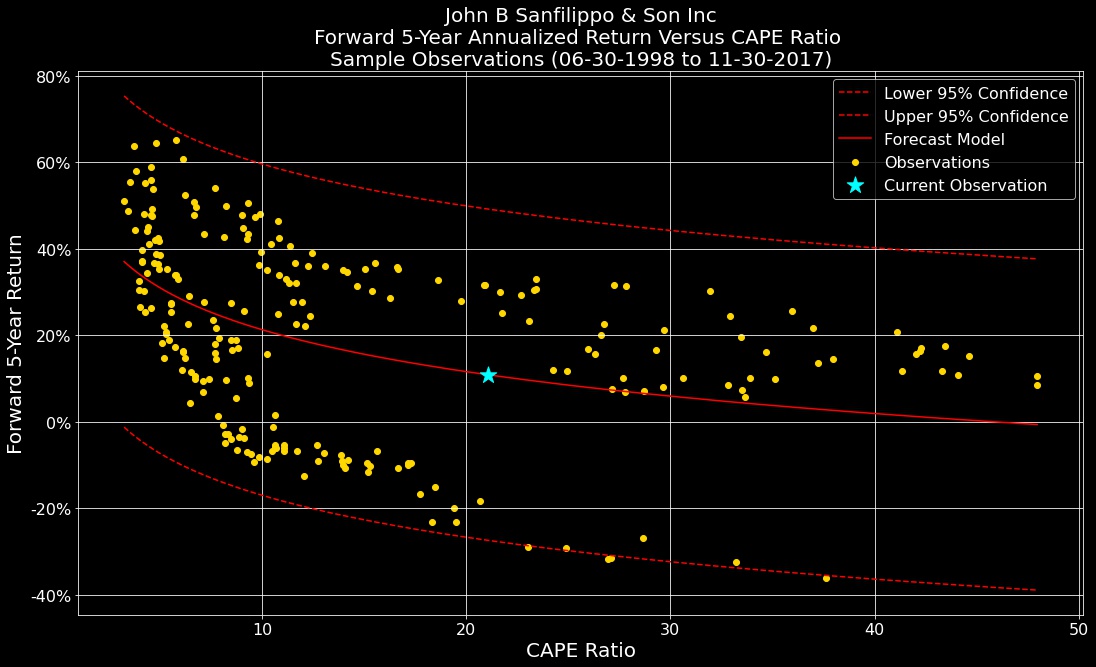 John B Sanfilippo & Son Inc
Forward 5-Year Annualized Return Versus CAPE Ratio
Sample Observations (06-30-1998 to 11-30-2017)
Lower 95% Confidence
Upper 95% Confidence
Forecast Model
Observations
Current Observation
Forward 5-Year Return
80%
60%
40%
20%
0%
-20%
-40%
10
20
30
40
50
CAPE Ratio